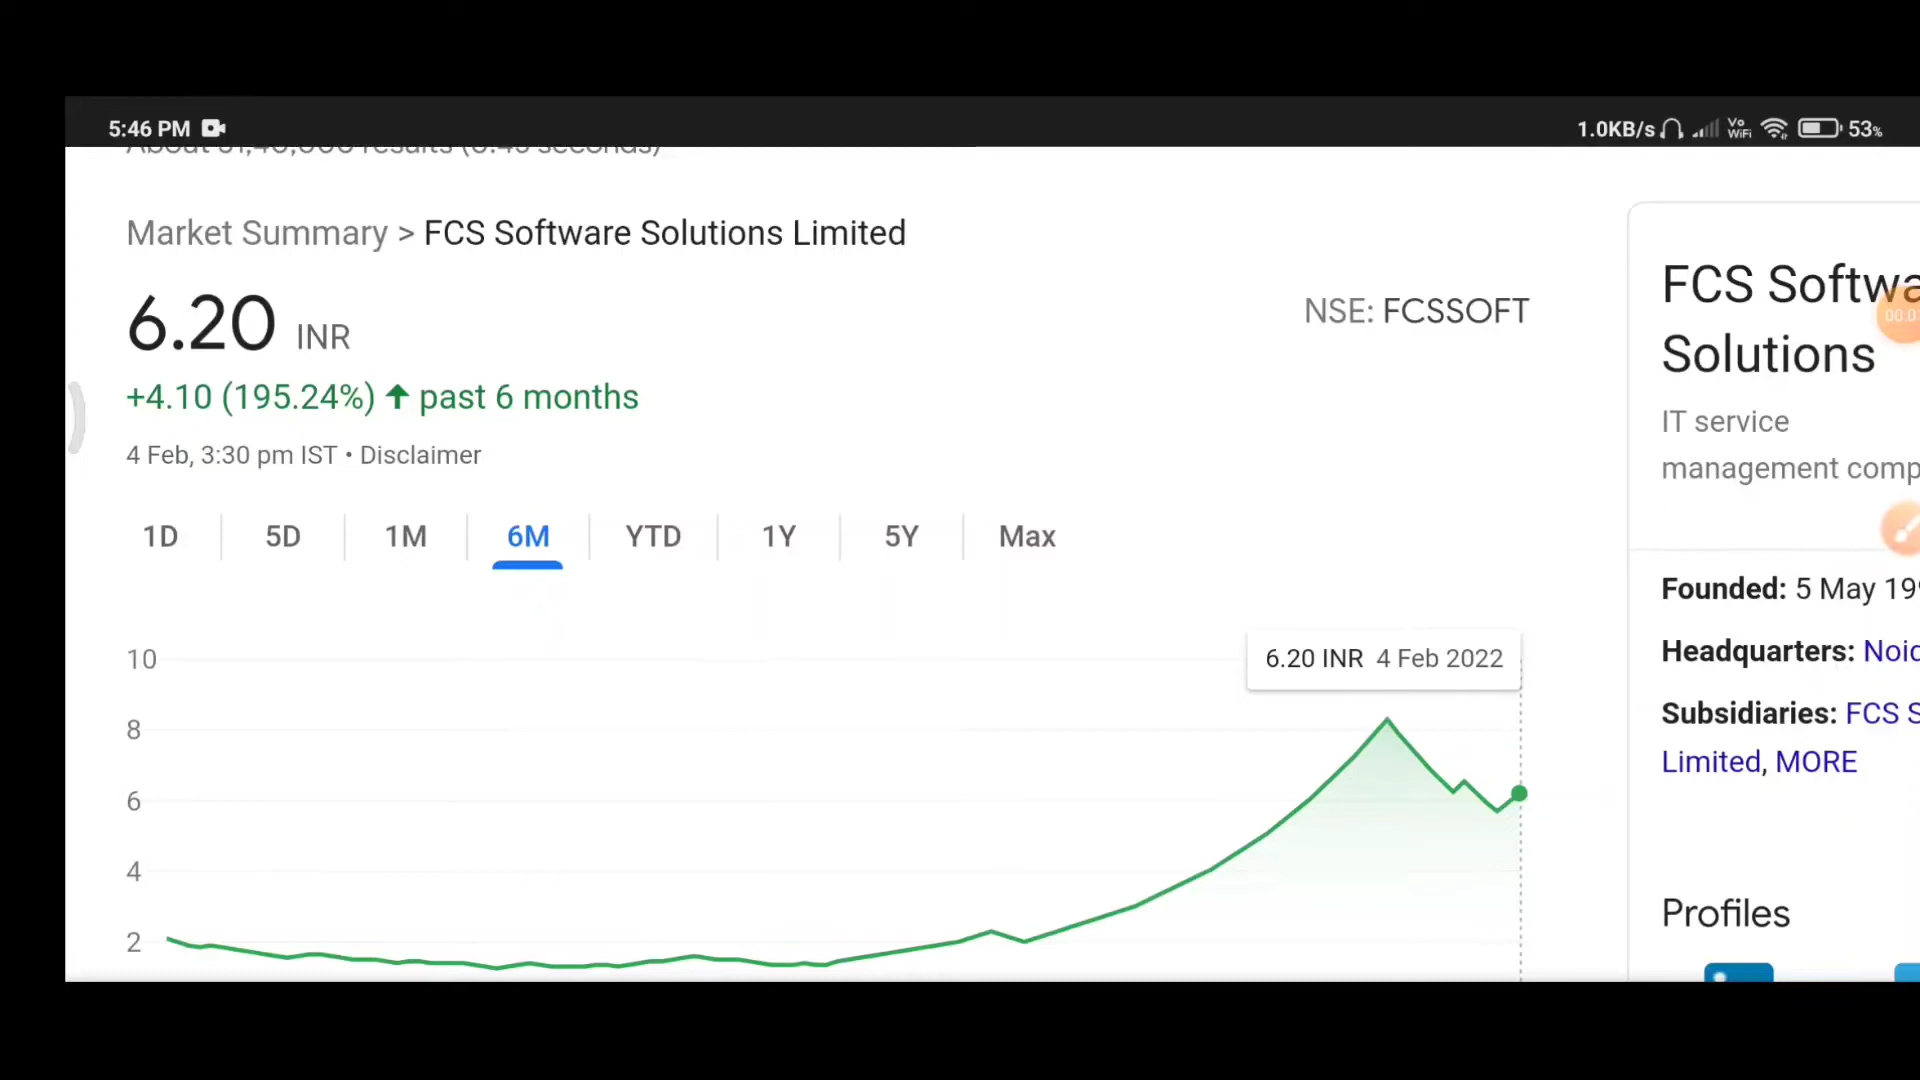 5:46 PM
1.0KB/s Vo WiFi 53%
Market Summary > FCS Software Solutions Limited
6.20 INR
NSE: FCSSOFT
+4.10 (195.24%) ↑ past 6 months
4 Feb, 3:30 pm IST • Disclaimer
1D 5D 1M 6M YTD 1Y 5Y Max
6.20 INR 4 Feb 2022
10
8
6
4
2
FCS Softwa
Solutions
IT service
management comp
Founded: 5 May 19
Headquarters: Noid
Subsidiaries: FCS S
Limited, MORE
Profiles